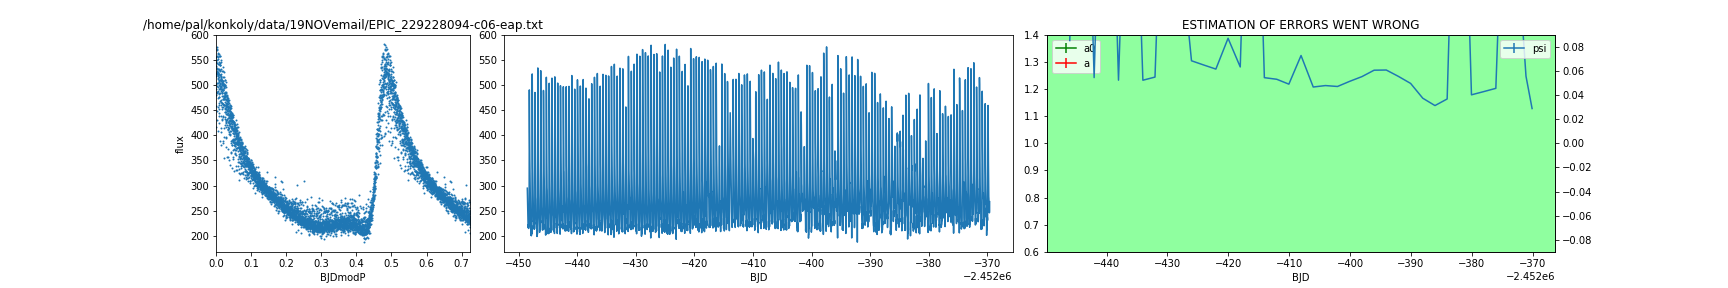 /home/pal/konkoly/data/19NOVemail/EPIC_229228094-c06-eap.txt
flux
600
550
500
450
400
350
300
250
200
0.0 0.1 0.2 0.3 0.4 0.5 0.6 0.7
BJDmodP
600
550
500
450
400
350
300
250
200
−450 −440 −430 −420 −410 −400 −390 −380 −370
−2.452e6
BJD
ESTIMATION OF ERRORS WENT WRONG
a0
a
psi
1.4
1.3
1.2
1.1
1.0
0.9
0.8
0.7
0.6
0.08
0.06
0.04
0.02
0.00
−0.02
−0.04
−0.06
−0.08
−440 −430 −420 −410 −400 −390 −380 −370
−2.452e6
BJD